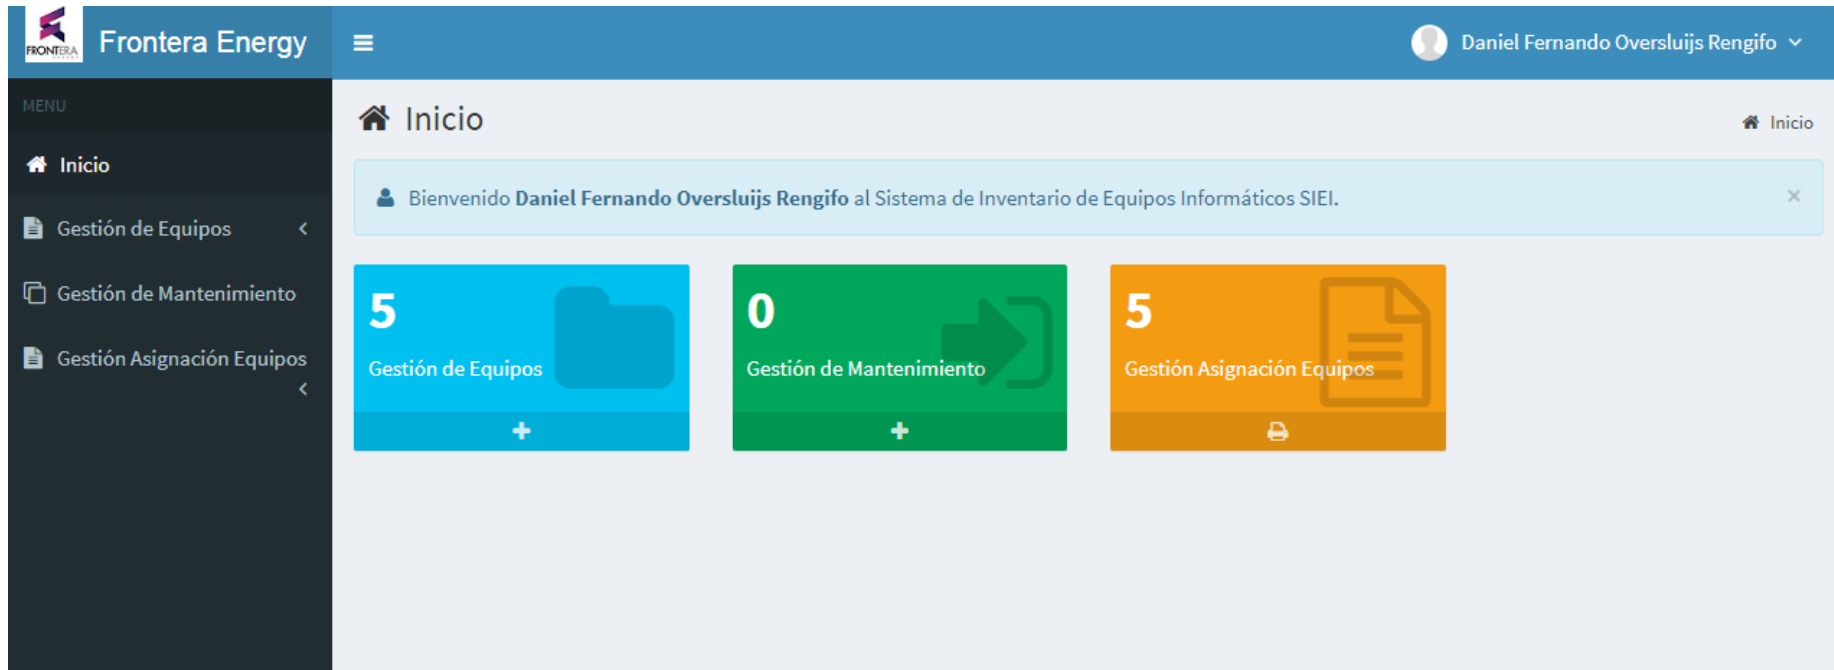 FRONTERA
Frontera Energy
Daniel Fernando Oversluijs Rengifo
MENU
Inicio
Inicio
Inicio
Bienvenido Daniel Fernando Oversluijs Rengifo al Sistema de Inventario de Equipos Informáticos SIEI.
Gestión de Equipos
Gestión de Mantenimiento
Gestión Asignación Equipos
5
Gestión de Equipos
0
Gestión de Mantenimiento
5
Gestión Asignación Equipos